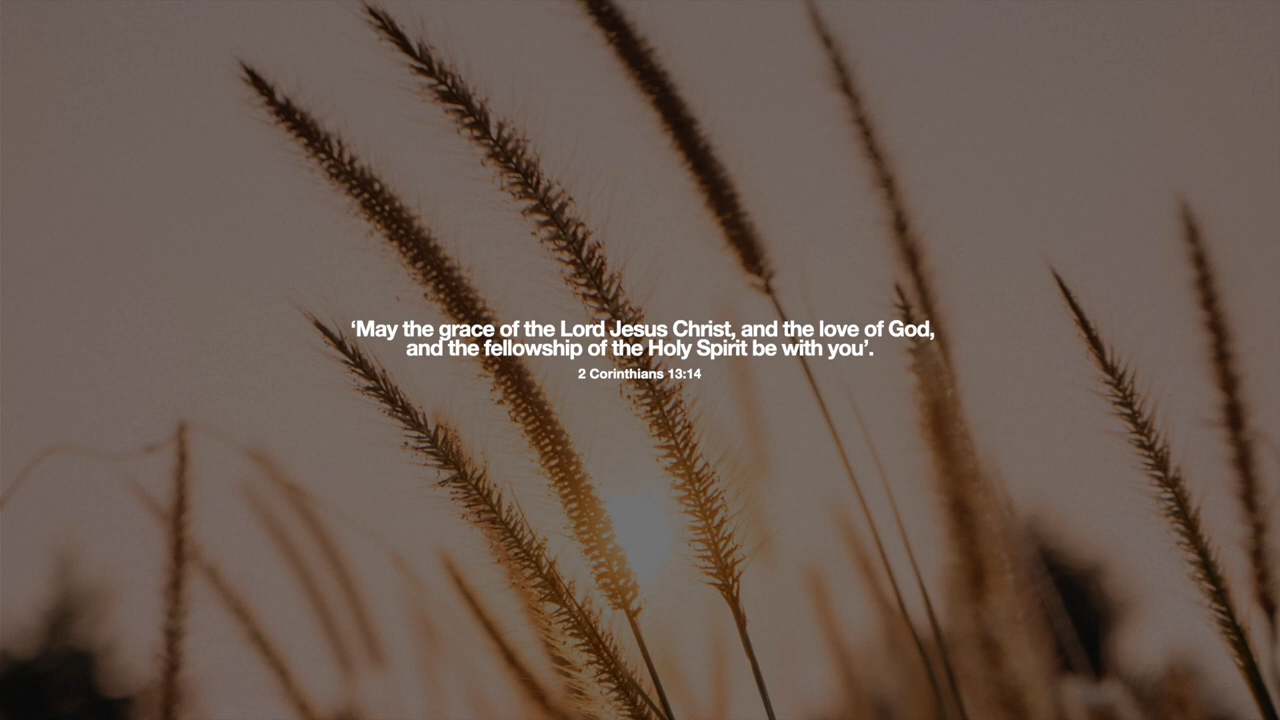 ‘May the grace of the Lord Jesus Christ, and the love of God,
and the fellowship of the Holy Spirit be with you’.
2 Corinthians 13:14